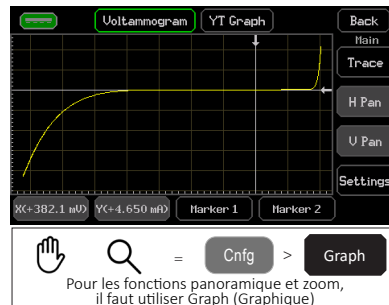 Voltammogram YT Graph Back
Main
Trace
H Pan
V Pan
Settings
X(+382.1 mV) Y(+4.650 mA) Marker 1 Marker 2
= Cnfg > Graph
Pour les fonctions panoramique et zoom,
il faut utiliser Graph (Graphique)